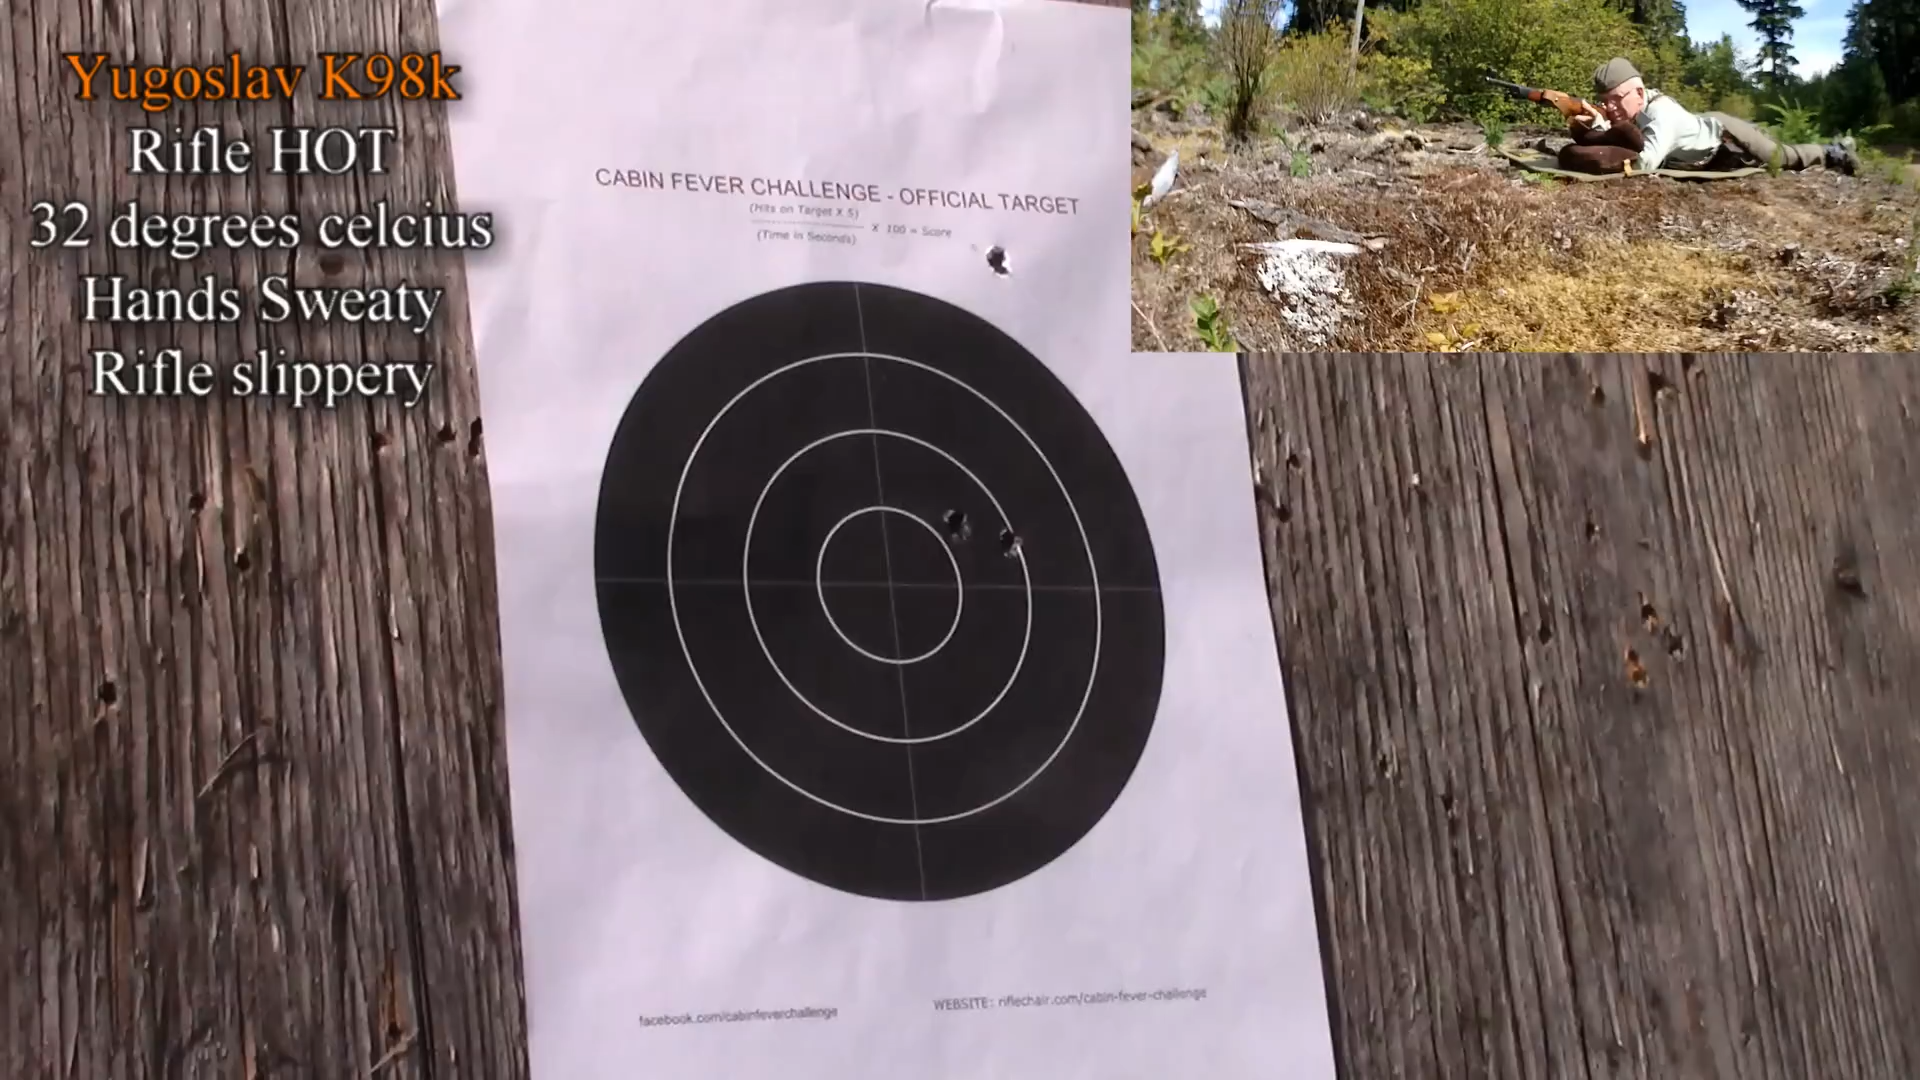 Yugoslav K98k
Rifle HOT
32 degrees celcius
Hands Sweaty
Rifle slippery
CABIN FEVER CHALLENGE - OFFICIAL TARGET
(Hits on Target X 5)
(Time in Seconds)
X 100 = Score
facebook.com/cabinfeverchallenge
WEBSITE: riflechair.com/cabin-fever-challenge